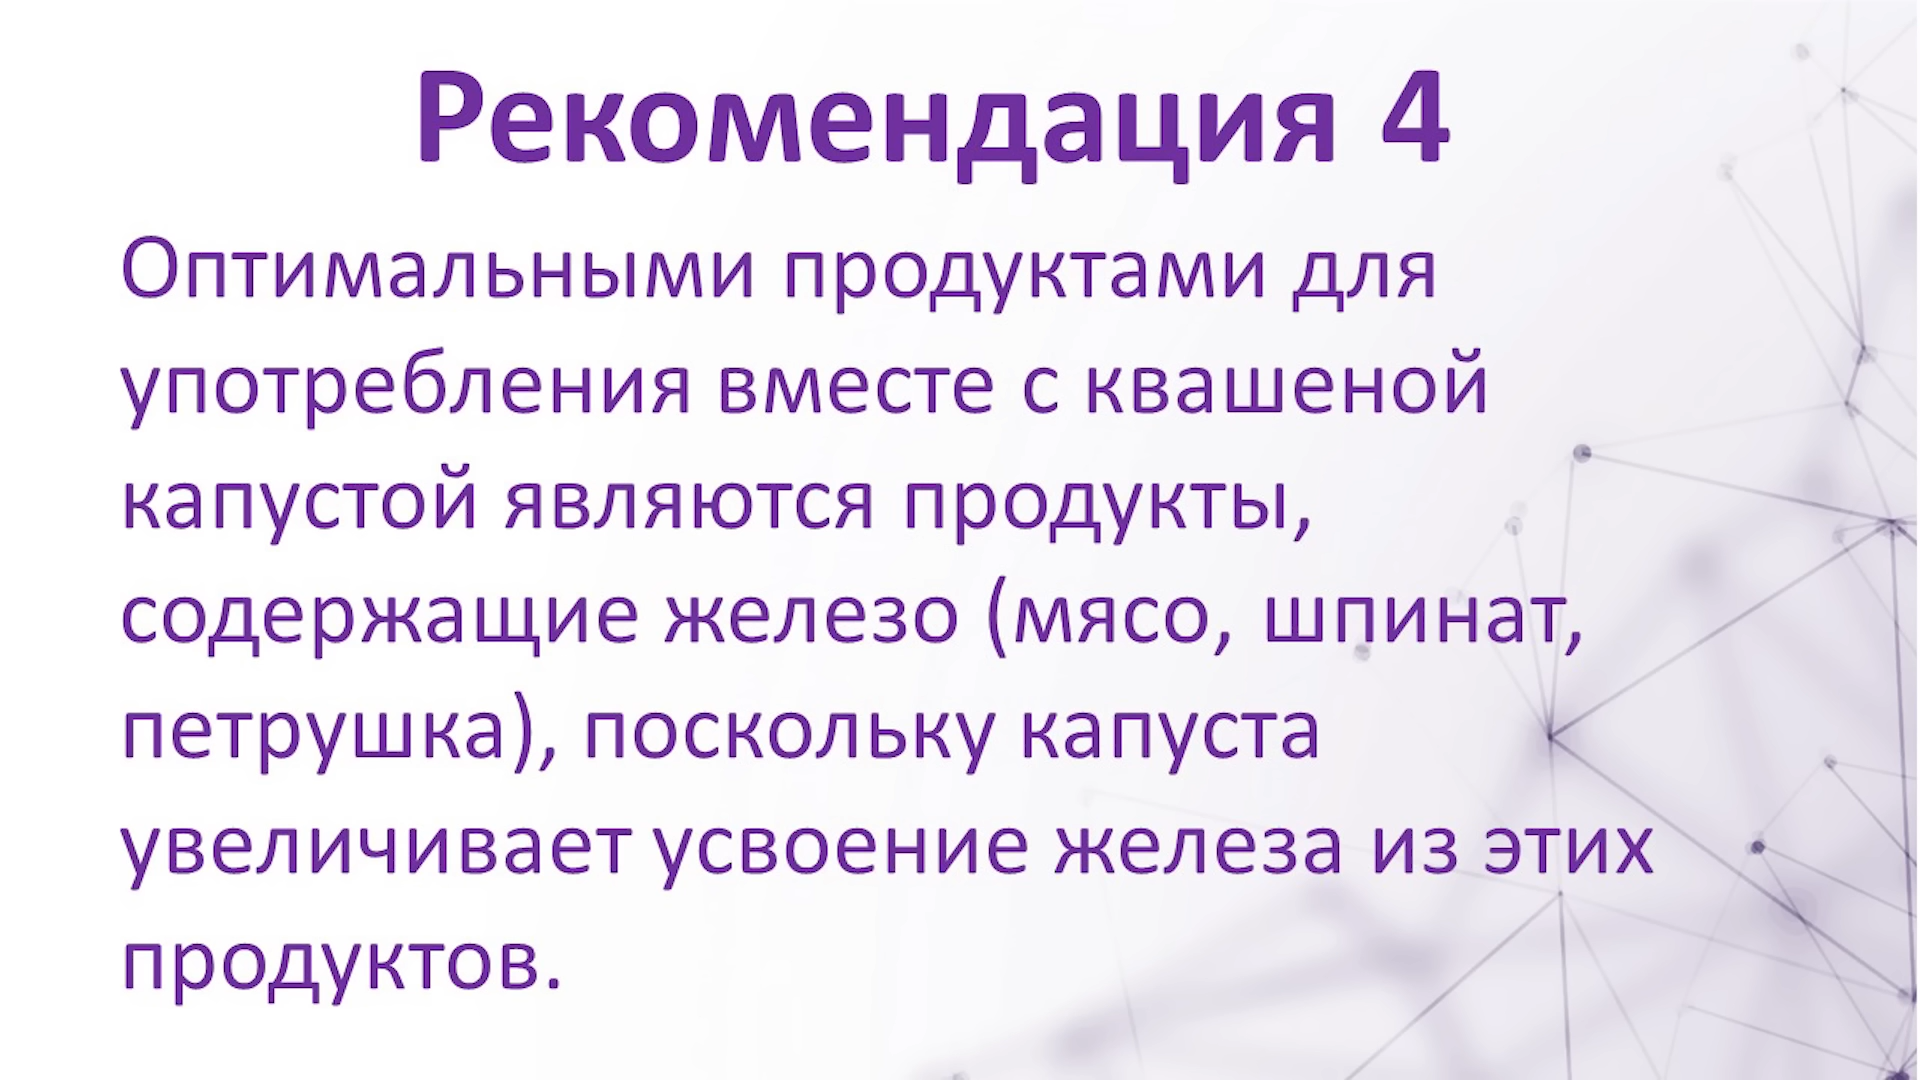 Рекомендация 4
Оптимальными продуктами для
употребления вместе с квашеной
капустой являются продукты,
содержащие железо (мясо, шпинат,
петрушка), поскольку капуста
увеличивает усвоение железа из этих
продуктов.